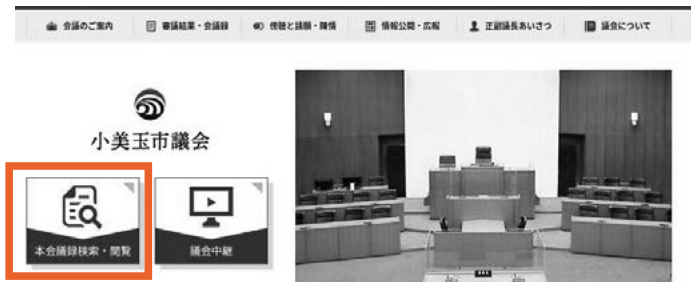 会議のご案内
審議結果・会議録
傍聴と請願・陳情
情報公開・広報
正副議長あいさつ
議会について
小美玉市議会
本会議録検索・閲覧
議会中継